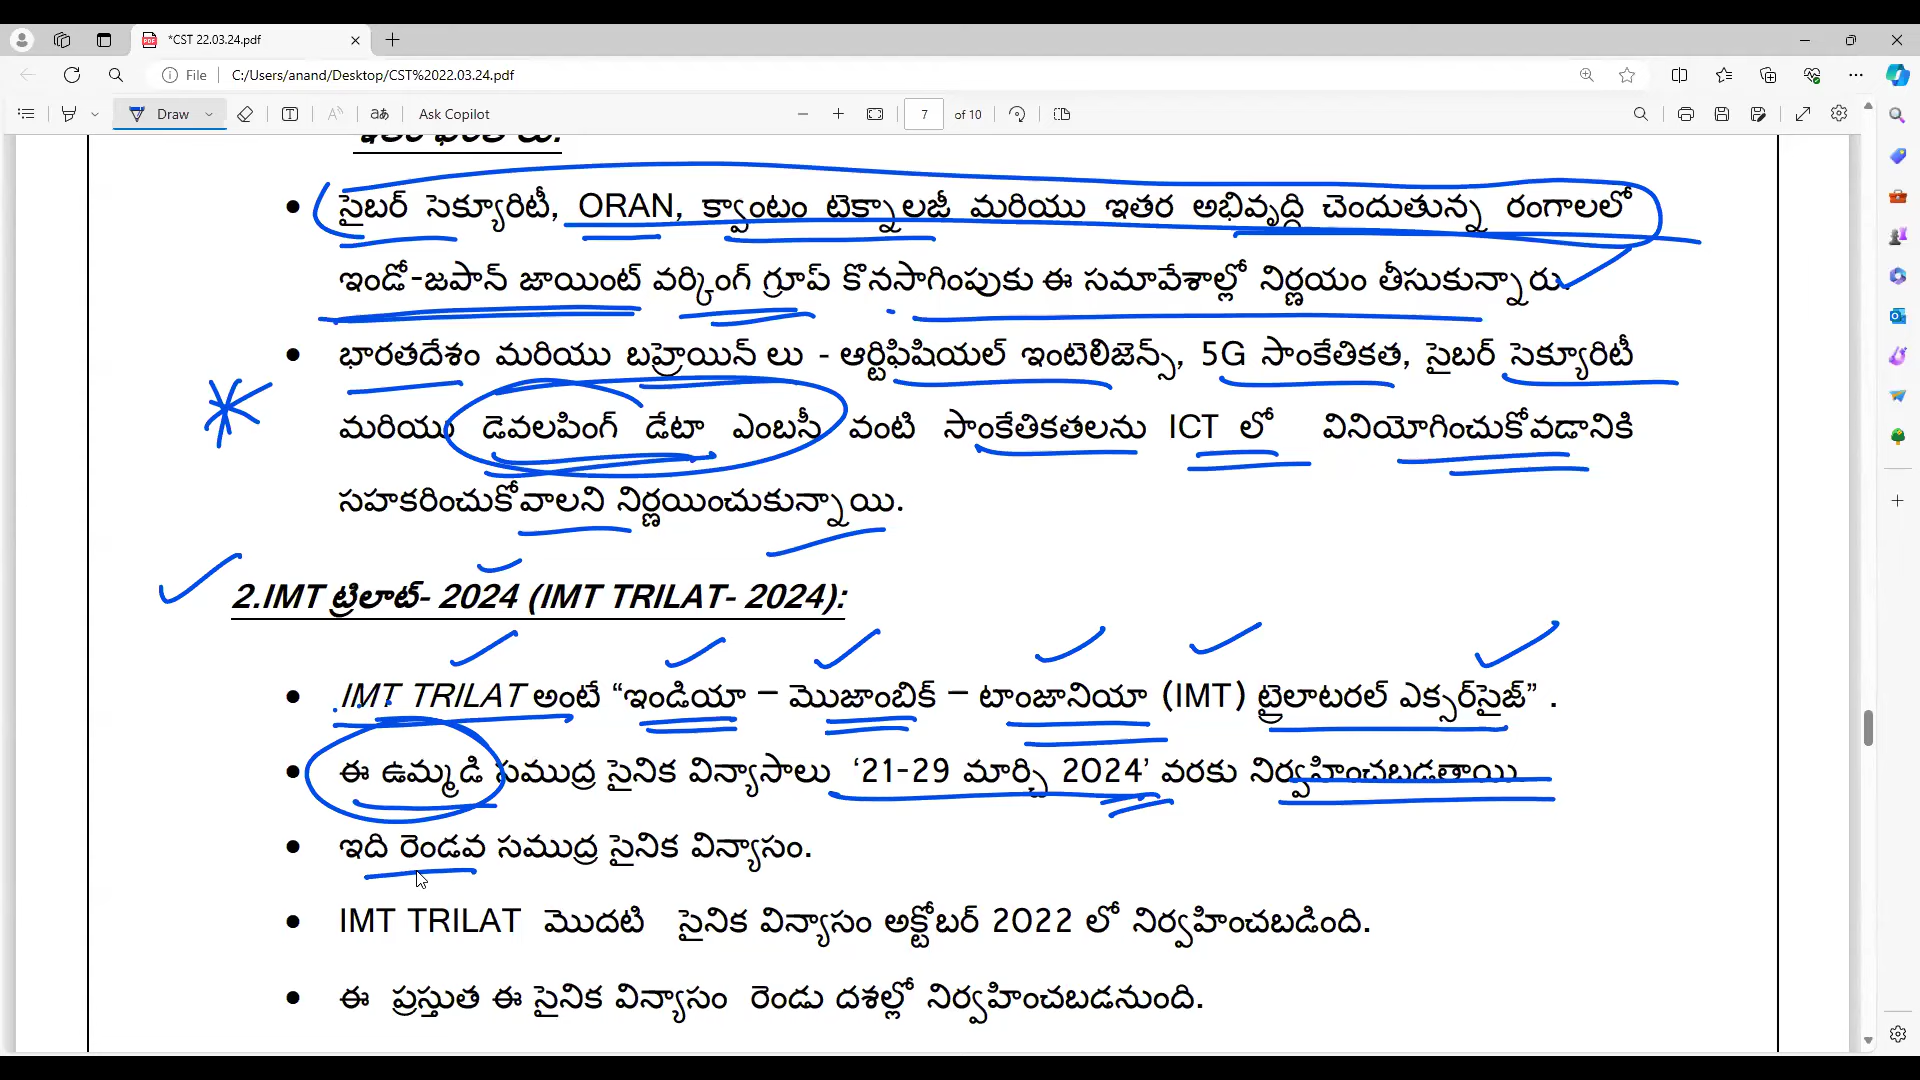 *CST 22.03.24.pdf
File C:/Users/anand/Desktop/CST%2022.03.24.pdf
Draw Ask Copilot 7 of 10
సైబర్ సెక్యూరిటీ, ORAN, క్వాంటం టెక్నాలజీ మరియు ఇతర అభివృద్ధి చెందుతున్న రంగాలలో
ఇండో-జపాన్ జాయింట్ వర్కింగ్ గ్రూప్ కొనసాగింపుకు ఈ సమావేశాల్లో నిర్ణయం తీసుకున్నారు.
భారతదేశం మరియు బహ్రెయిన్ లు - ఆర్టిఫిషియల్ ఇంటెలిజెన్స్, 5G సాంకేతికత, సైబర్ సెక్యూరిటీ
మరియు డెవలపింగ్ డేటా ఎంబసీ వంటి సాంకేతికతలను ICT లో వినియోగించుకోవడానికి
సహకరించుకోవాలని నిర్ణయించుకున్నాయి.
2.IMT ట్రిలాట్- 2024 (IMT TRILAT- 2024):
IMT TRILAT అంటే “ఇండియా – మొజాంబిక్ – టాంజానియా (IMT) ట్రైలాటరల్ ఎక్సర్‌సైజ్” .
ఈ ఉమ్మడి సముద్ర సైనిక విన్యాసాలు ‘21-29 మార్చి 2024’ వరకు నిర్వహించబడతాయి.
ఇది రెండవ సముద్ర సైనిక విన్యాసం.
IMT TRILAT మొదటి సైనిక విన్యాసం అక్టోబర్ 2022 లో నిర్వహించబడింది.
ఈ ప్రస్తుత ఈ సైనిక విన్యాసం రెండు దశల్లో నిర్వహించబడనుంది.